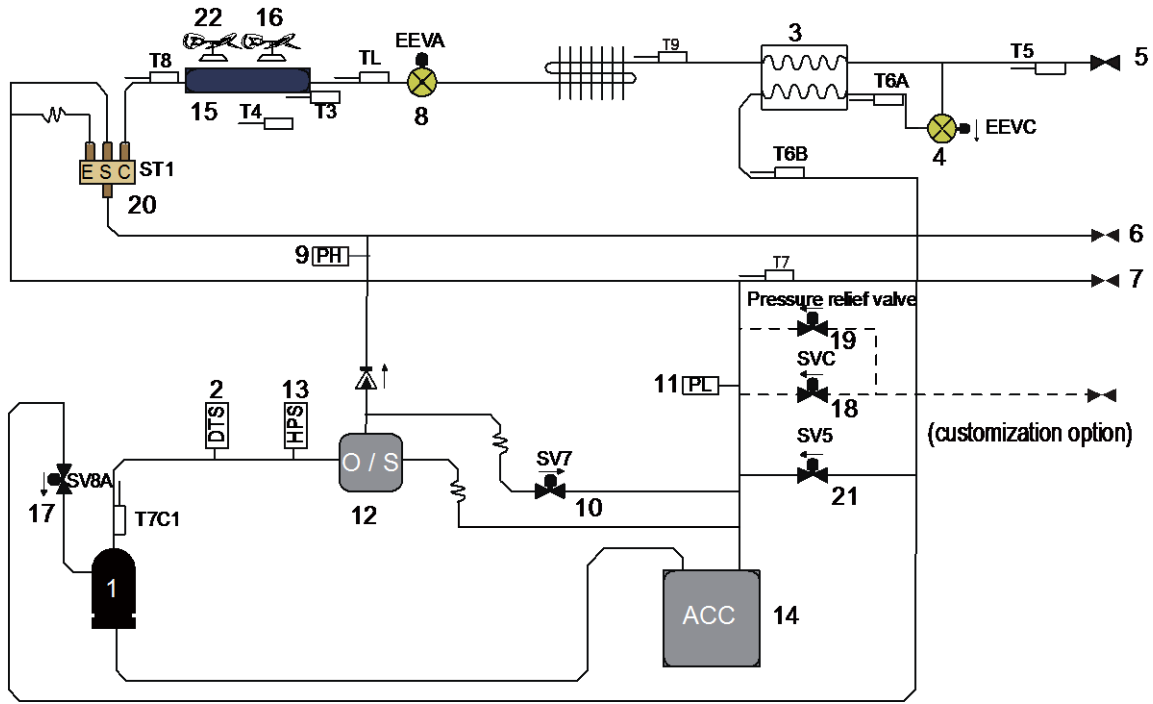 22 16
EEVA 3
T8 TL T9 T5 5
15 T4 T3 8 T6A EEVC
4
E S C ST1 T6B
20
6
9 PH
T7 7
Pressure relief valve
19
SVC
11 PL
18
(customization option)
2 13
DTS HPS
SV5
O / S
SV7
21
SV8A
17 T7C1 12 10
1
ACC 14